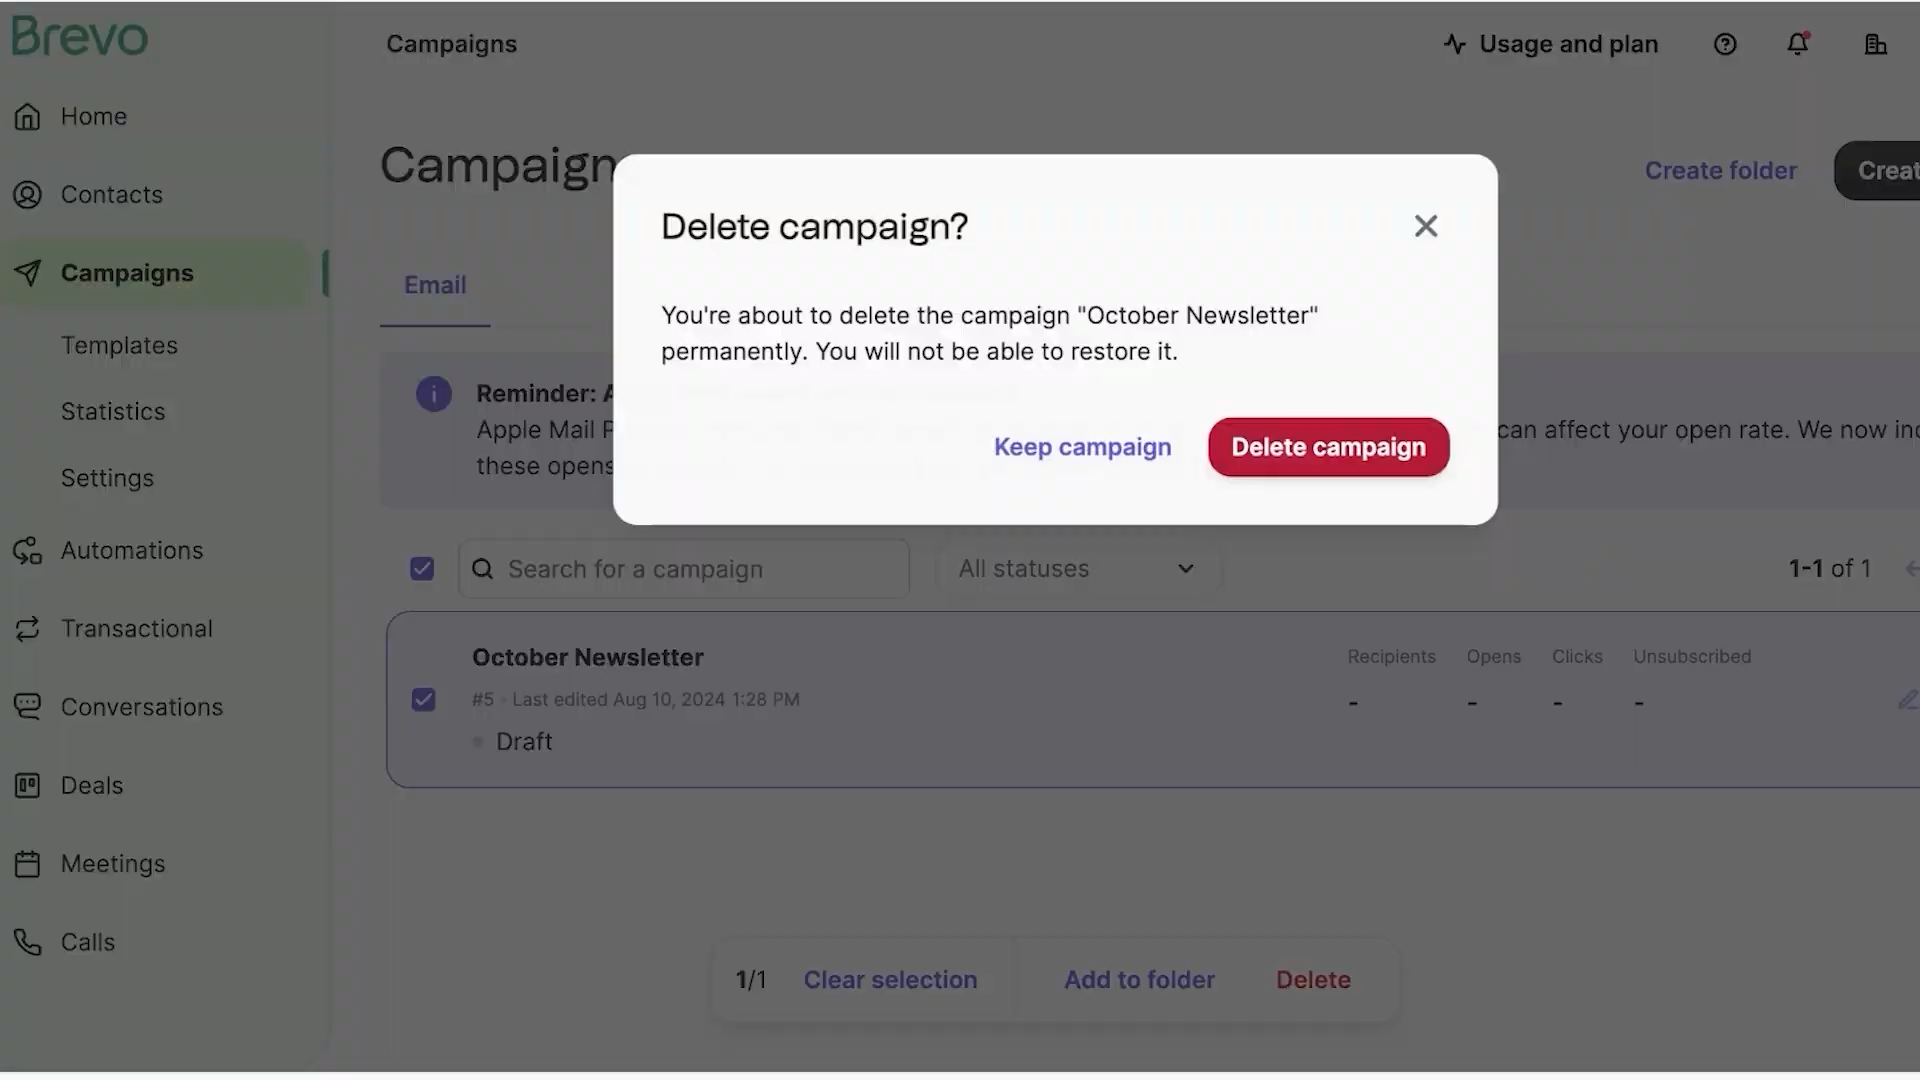 Brevo
Campaigns
Usage and plan
Home
Contacts
Campaigns
Templates
Statistics
Settings
Automations
Transactional
Conversations
Deals
Meetings
Calls
Campaign
Create folder
Creat
Email
Delete campaign?
You're about to delete the campaign "October Newsletter"
permanently. You will not be able to restore it.
Keep campaign
Delete campaign
Reminder: A
Apple Mail P
can affect your open rate. We now inc
these opens
Search for a campaign
All statuses
1-1 of 1
October Newsletter
Recipients
Opens
Clicks
Unsubscribed
#5 · Last edited Aug 10, 2024 1:28 PM
-
-
-
-
Draft
1/1
Clear selection
Add to folder
Delete